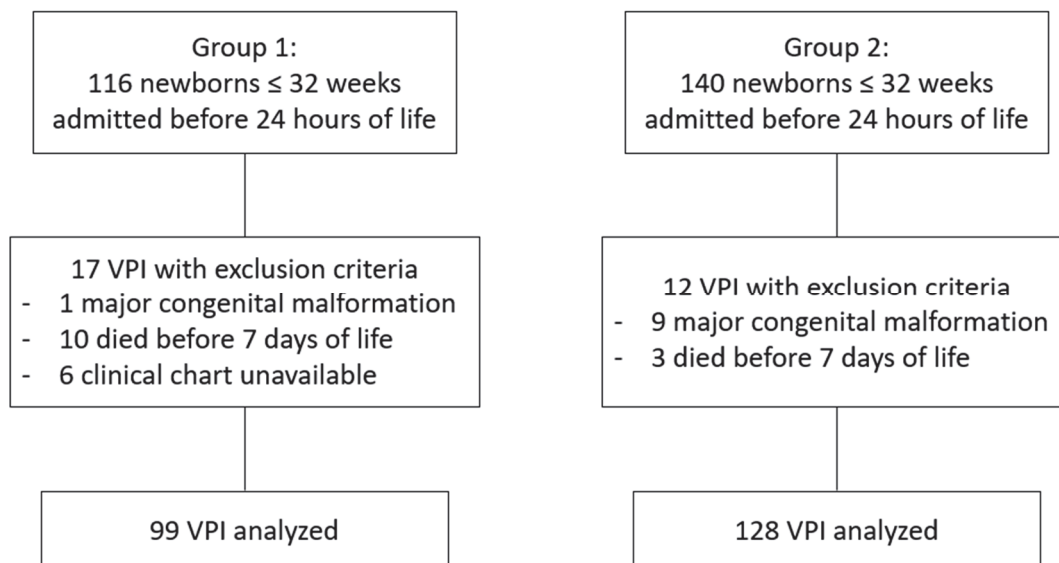 Group 1:
116 newborns ≤ 32 weeks
admitted before 24 hours of life
17 VPI with exclusion criteria
- 1 major congenital malformation
- 10 died before 7 days of life
- 6 clinical chart unavailable
99 VPI analyzed
Group 2:
140 newborns ≤ 32 weeks
admitted before 24 hours of life
12 VPI with exclusion criteria
- 9 major congenital malformation
- 3 died before 7 days of life
128 VPI analyzed